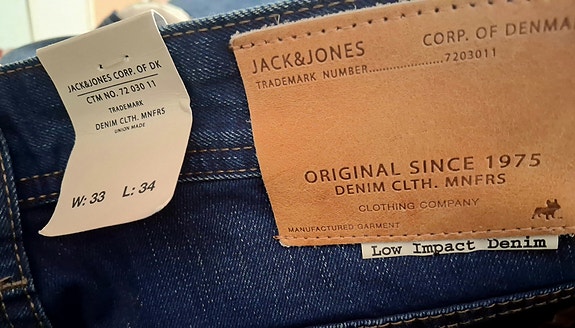 JACK&JONES CORP. OF DK
CTM NO. 72 030 11
TRADEMARK
DENIM CLTH. MNFRS
UNION MADE
W: 33 L: 34
JACK&JONES CORP. OF DENMA
TRADEMARK NUMBER......................7203011
ORIGINAL SINCE 1975
DENIM CLTH. MNFRS
CLOTHING COMPANY
MANUFACTURED GARMENT
Low Impact Denim